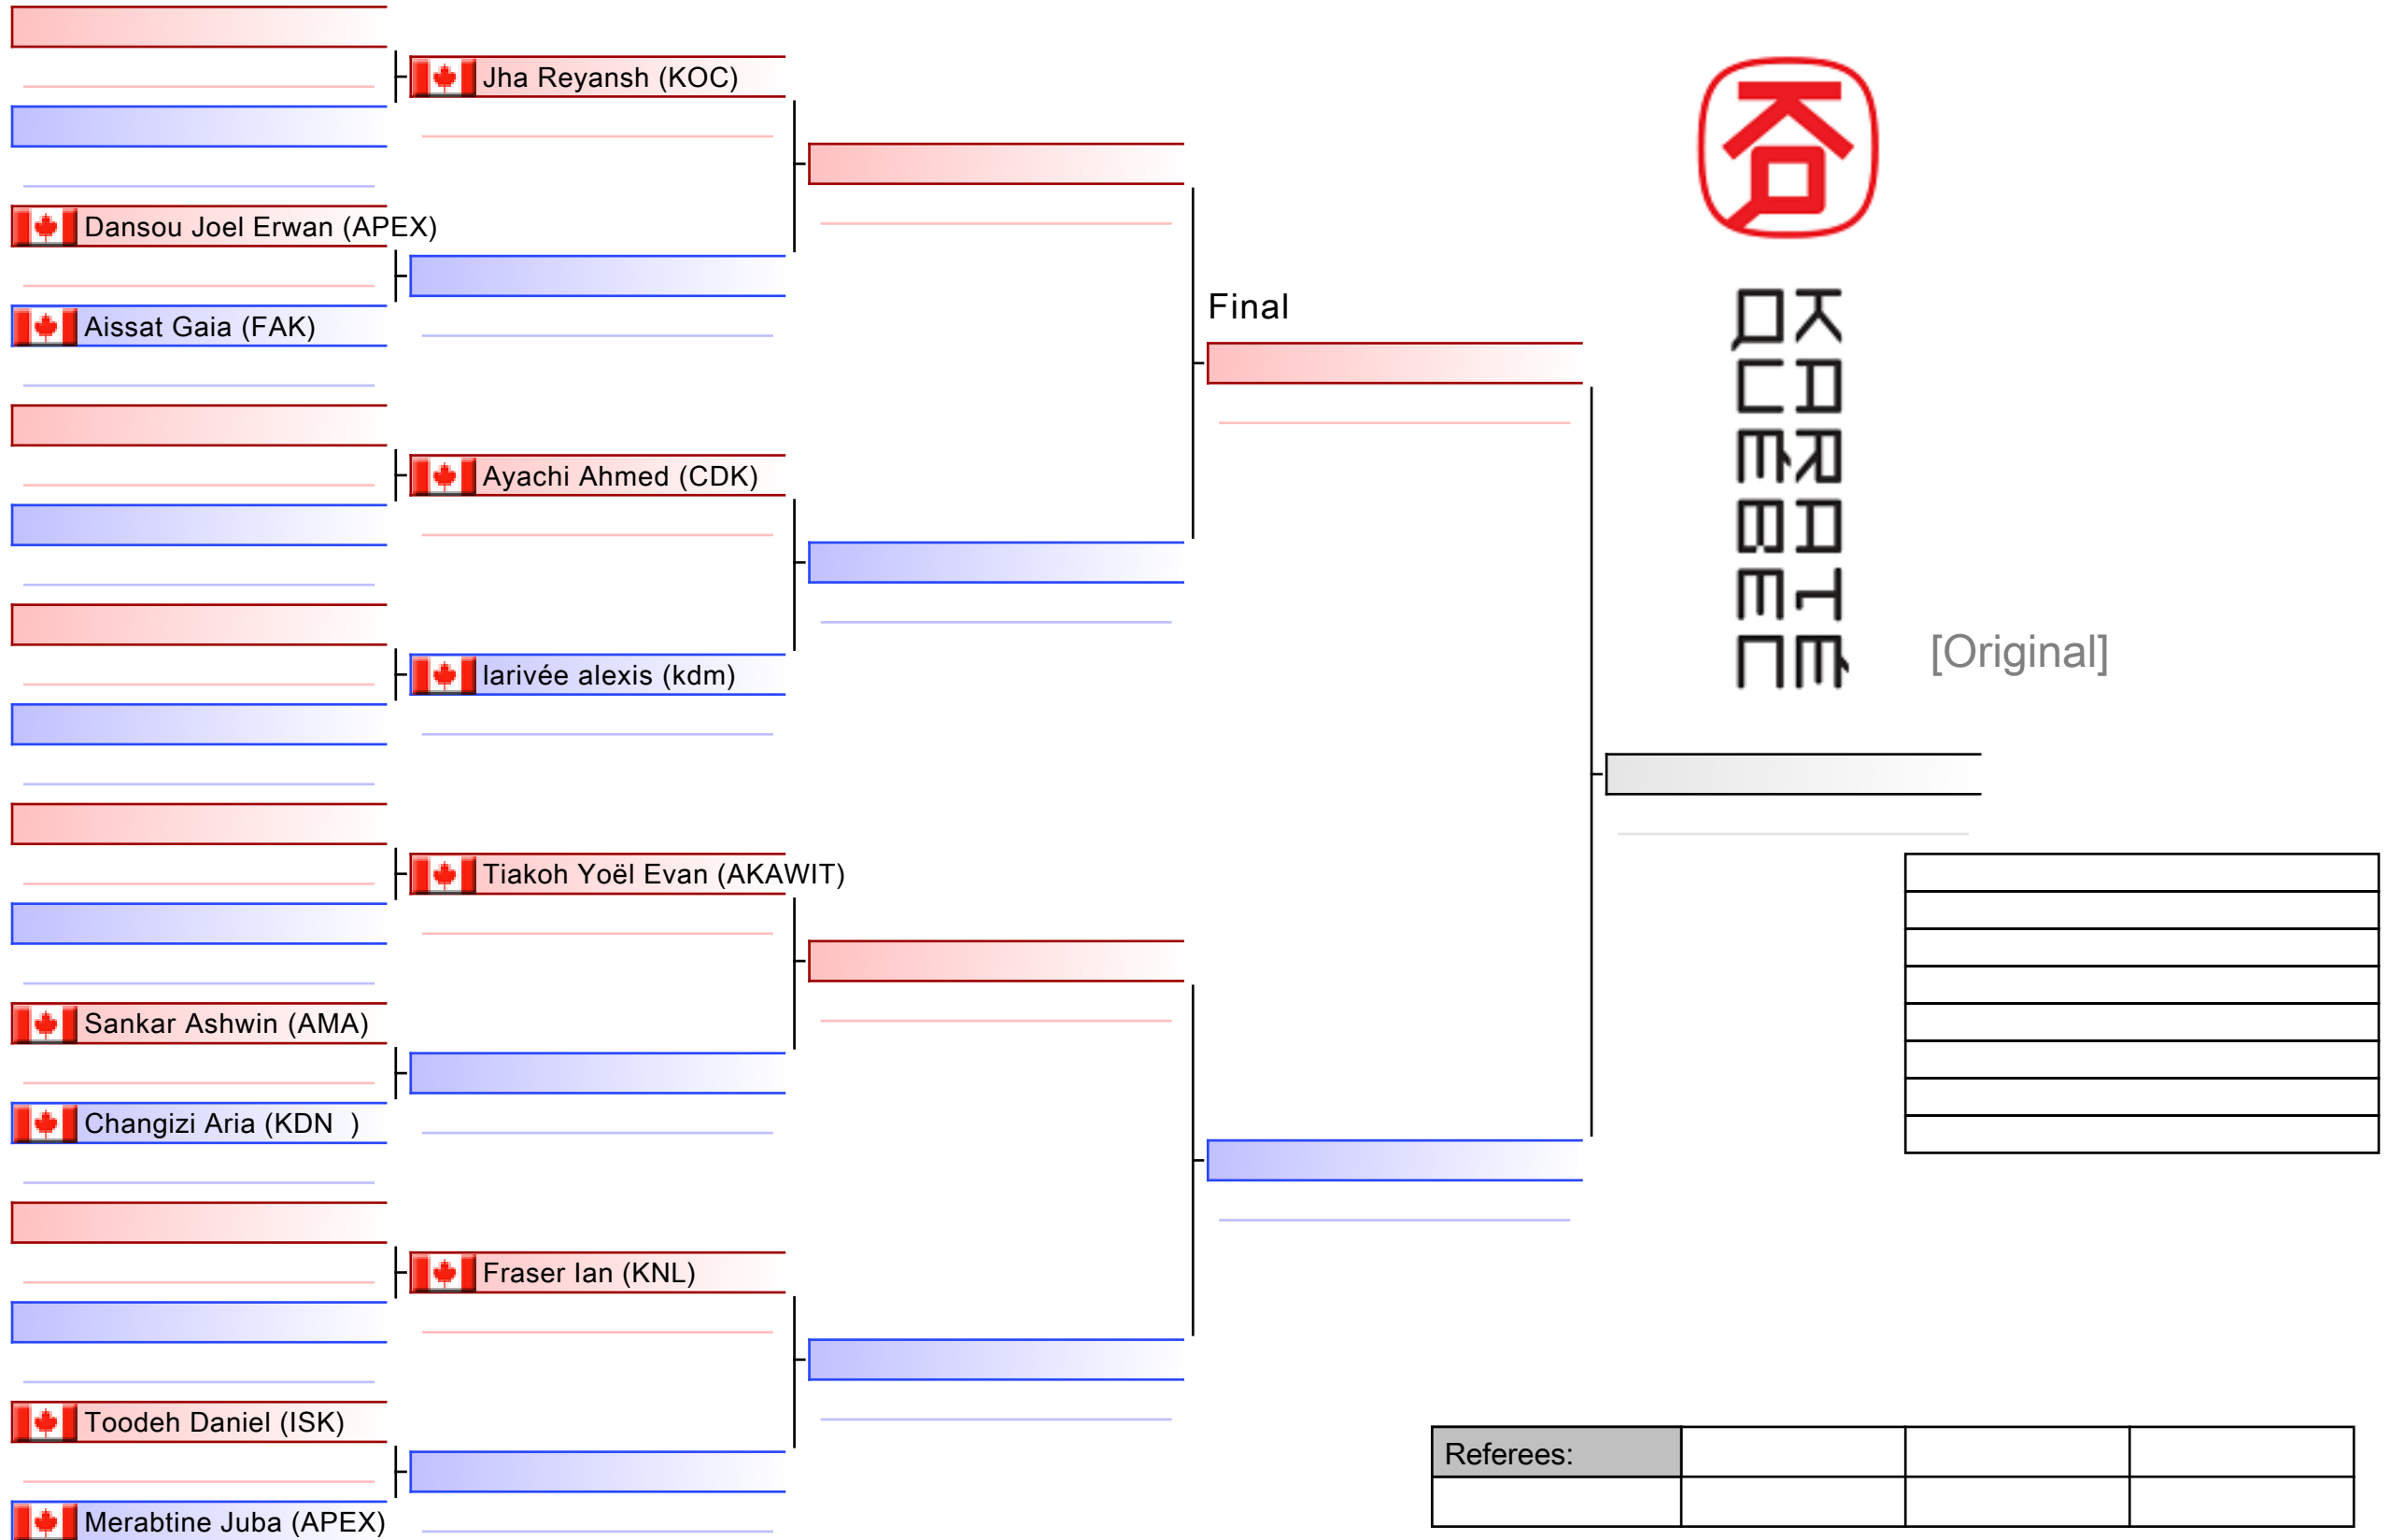 Jha Reyansh (KOC)
Dansou Joel Erwan (APEX)
Aissat Gaia (FAK)
Ayachi Ahmed (CDK)
larivée alexis (kdm)
Tiakoh Yoël Evan (AKAWIT)
Sankar Ashwin (AMA)
Changizi Aria (KDN  )
Fraser Ian (KNL)
Toodeh Daniel (ISK)
Merabtine Juba (APEX)
Final
KARATÉ
QUÉBEC
[Original]
Referees: